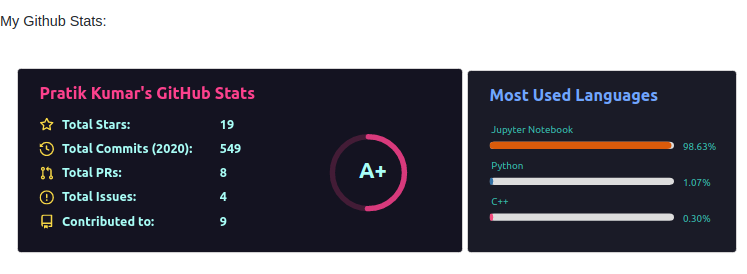 My Github Stats:
Pratik Kumar's GitHub Stats
Total Stars: 19
Total Commits (2020): 549
Total PRs: 8
Total Issues: 4
Contributed to: 9
A+
Most Used Languages
Jupyter Notebook
98.63%
Python
1.07%
C++
0.30%